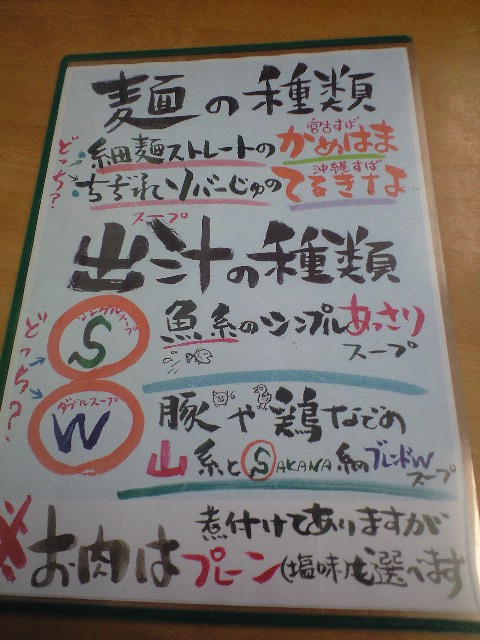 麺の種類
どっち?
細麺ストレートの かめはま 宮古すば
ちぢれソバーじゅの てるきな 沖縄すば
スープ
出汁の種類
どっち?
シングルスープ
S
魚系のシンプルあっさり
スープ
ダブルスープ
W
豚や鶏などの
山系とSAKANA系のブレンドWスープ
※お肉は煮付けてありますが
プレーン(塩味)も選べます